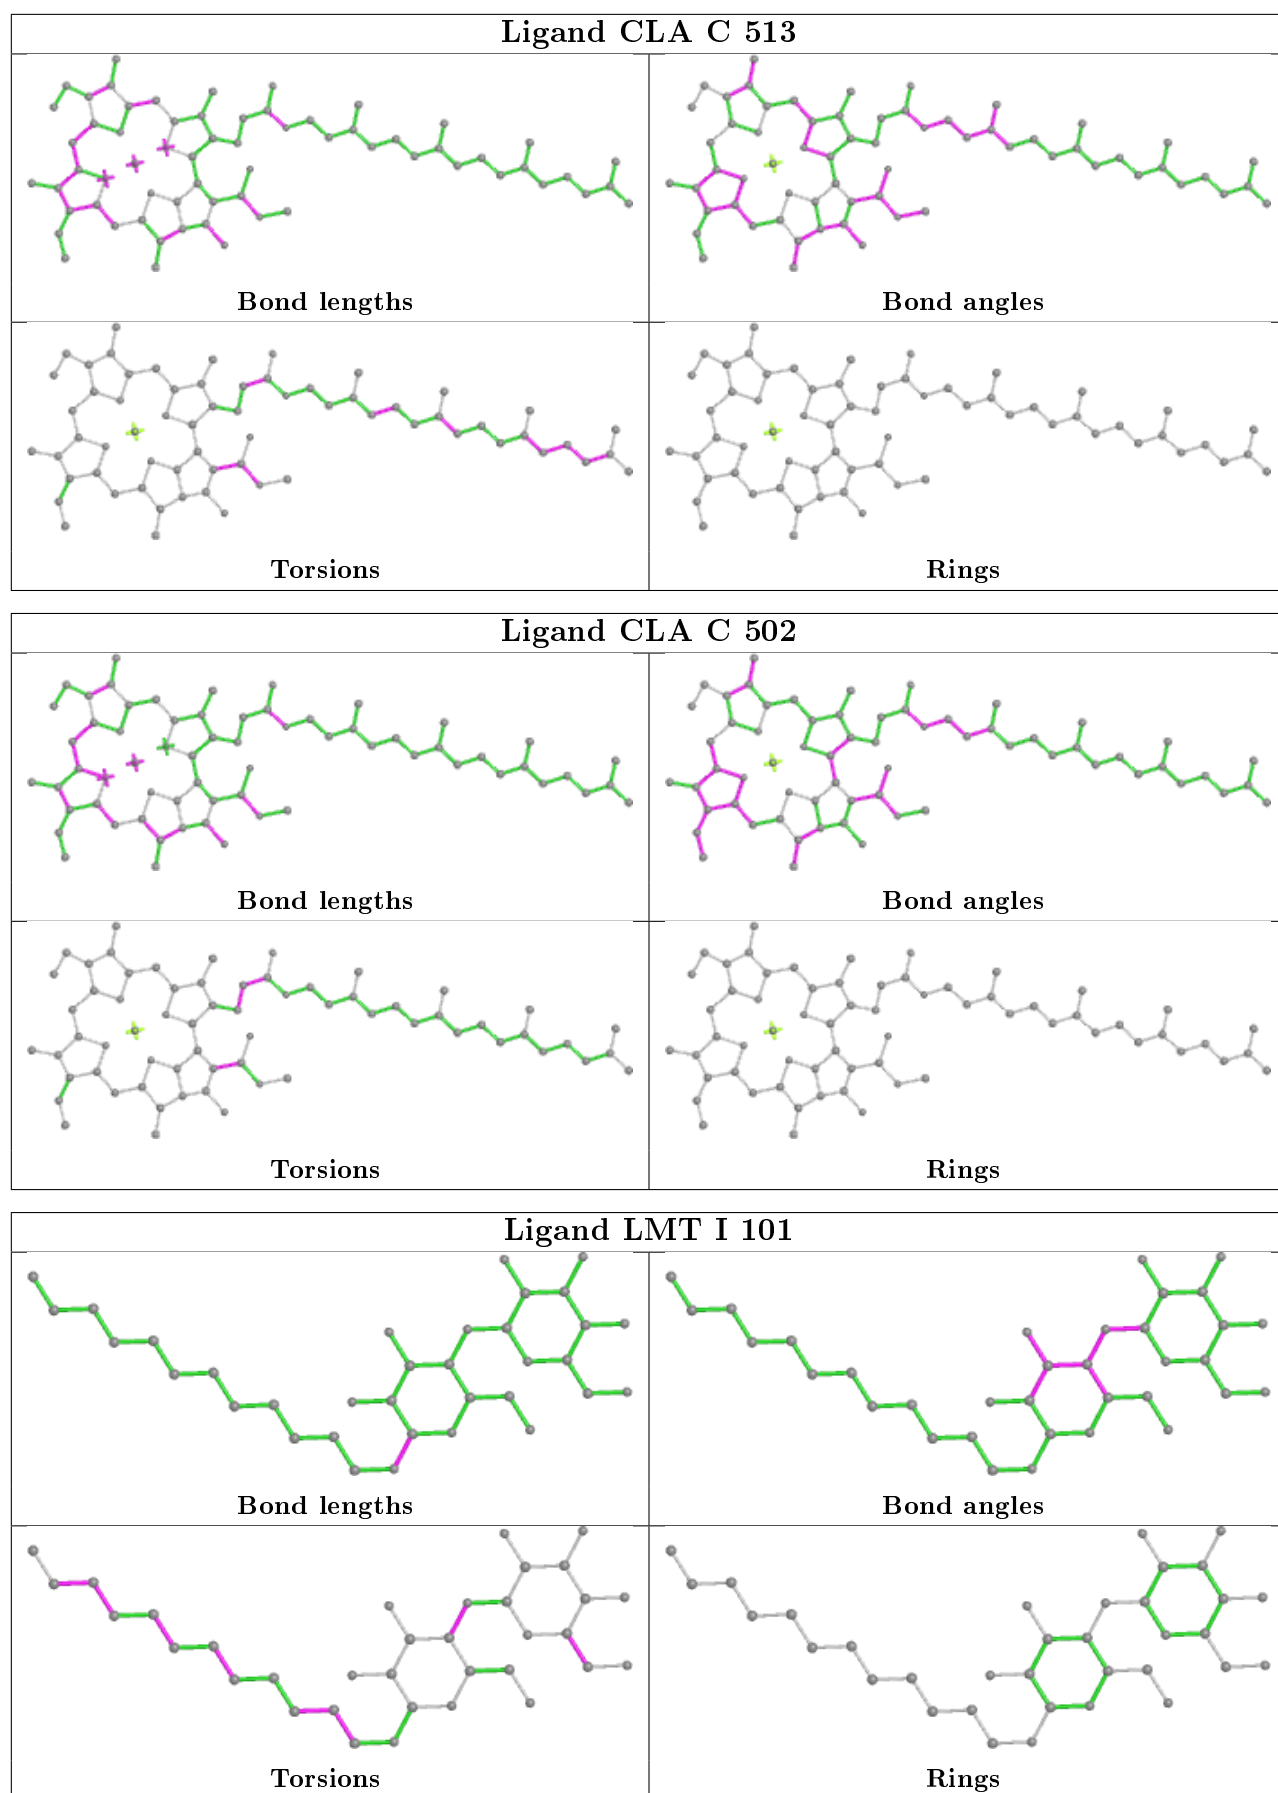 Ligand CLA C 513
Bond lengths
Bond angles
Torsions
Rings
Ligand CLA C 502
Bond lengths
Bond angles
Torsions
Rings
Ligand LMT I 101
Bond lengths
Bond angles
Torsions
Rings